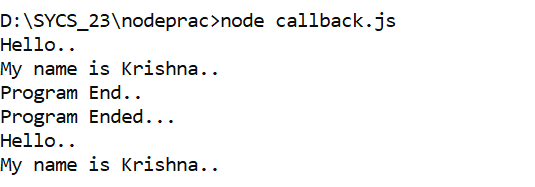 D:\SYCS_23\nodeprac>node callback.js
Hello..
My name is Krishna..
Program End..
Program Ended...
Hello..
My name is Krishna..